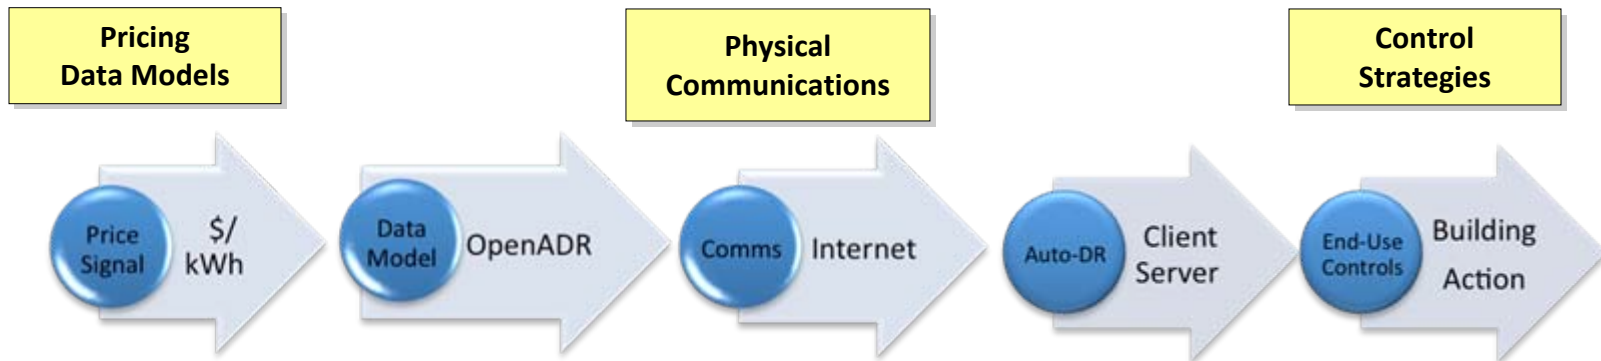 Pricing
Data Models
Physical
Communications
Control
Strategies
Price
Signal
$/
kWh
Data
Model
OpenADR
Comms
Internet
Auto-DR
Client
Server
End-Use
Controls
Building
Action